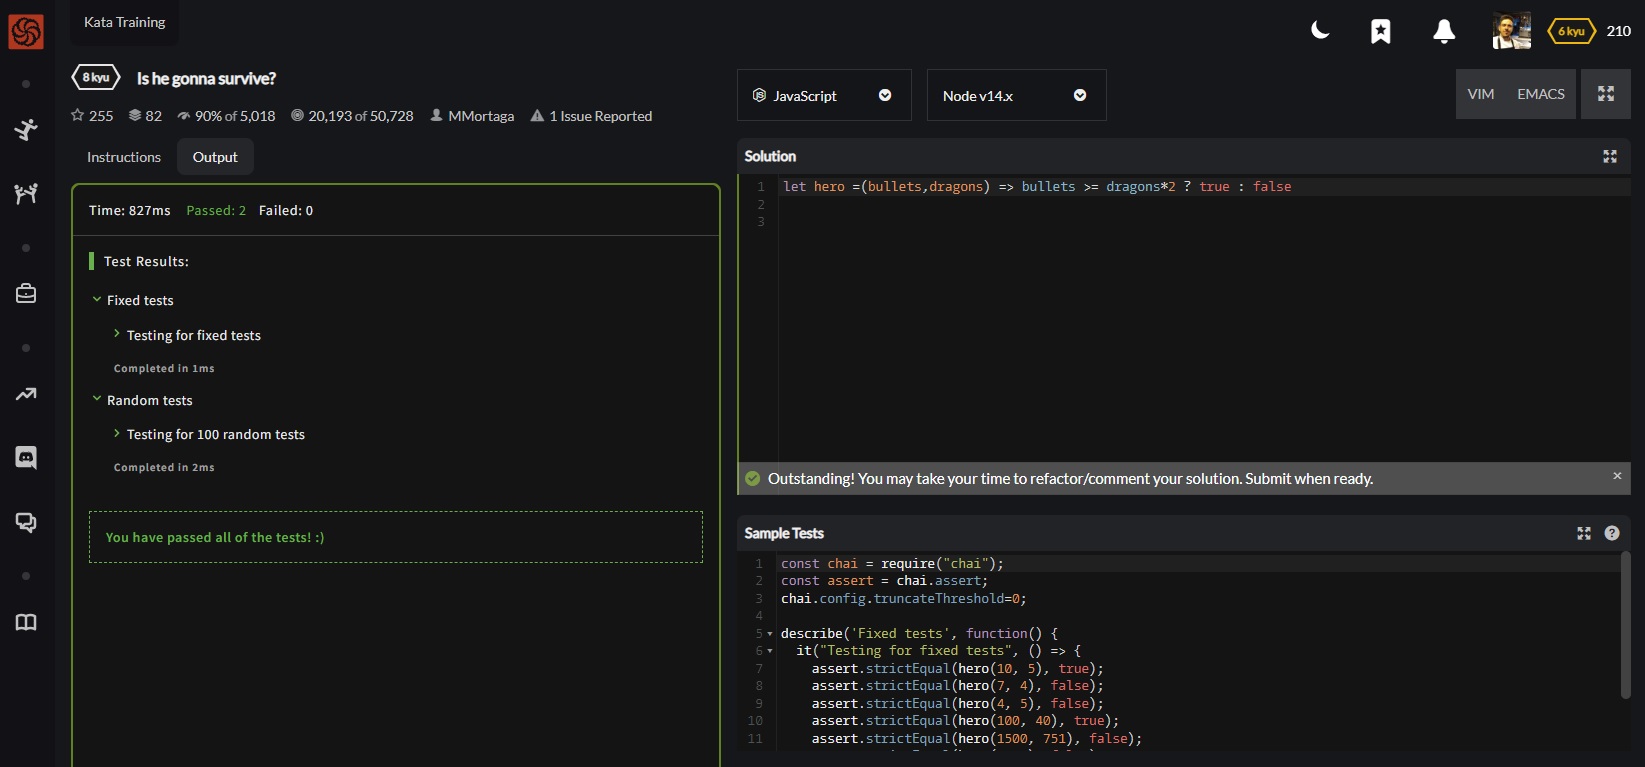 Kata Training
6 kyu 210
8 kyu Is he gonna survive?
255 82 90% of 5,018 20,193 of 50,728 MMortaga 1 Issue Reported
Instructions Output
Time: 827ms Passed: 2 Failed: 0
Test Results:
Fixed tests
Testing for fixed tests
Completed in 1ms
Random tests
Testing for 100 random tests
Completed in 2ms
You have passed all of the tests! :)
JavaScript Node v14.x VIM EMACS
Solution
1 let hero =(bullets,dragons) => bullets >= dragons*2 ? true : false
2
3
Outstanding! You may take your time to refactor/comment your solution. Submit when ready. ×
Sample Tests
1 const chai = require("chai");
2 const assert = chai.assert;
3 chai.config.truncateThreshold=0;
4
5 describe('Fixed tests', function() {
6 it("Testing for fixed tests", () => {
7 assert.strictEqual(hero(10, 5), true);
8 assert.strictEqual(hero(7, 4), false);
9 assert.strictEqual(hero(4, 5), false);
10 assert.strictEqual(hero(100, 40), true);
11 assert.strictEqual(hero(1500, 751), false);